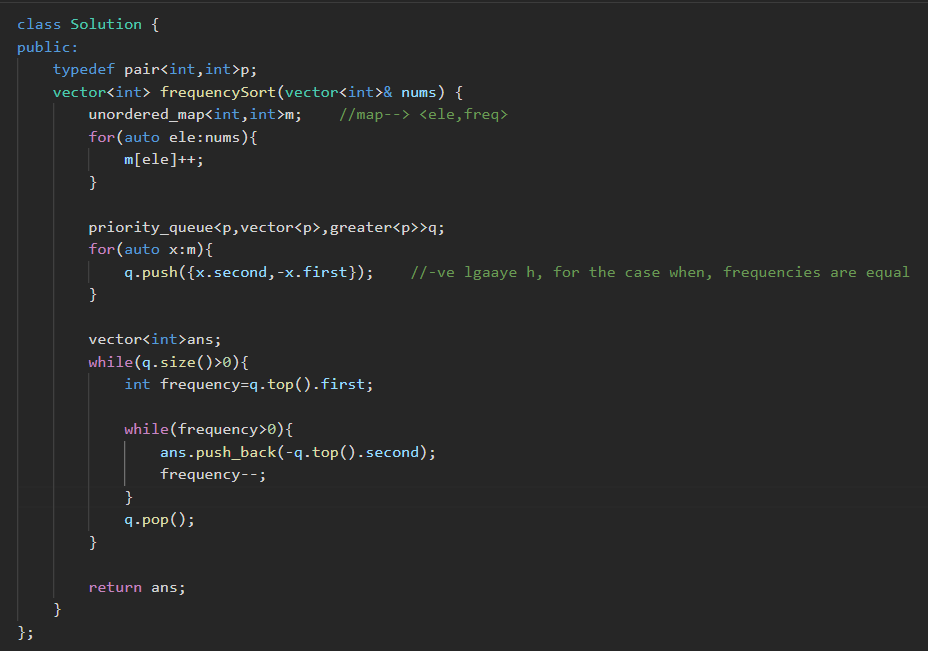 class Solution {
public:
    typedef pair<int,int>p;
    vector<int> frequencySort(vector<int>& nums) {
        unordered_map<int,int>m;    //map--> <ele,freq>
        for(auto ele:nums){
            m[ele]++;
        }

        priority_queue<p,vector<p>,greater<p>>q;
        for(auto x:m){
            q.push({x.second,-x.first});    //-ve lgaaye h, for the case when, frequencies are equal
        }

        vector<int>ans;
        while(q.size()>0){
            int frequency=q.top().first;

            while(frequency>0){
                ans.push_back(-q.top().second);
                frequency--;
            }
            q.pop();
        }

        return ans;
    }
};